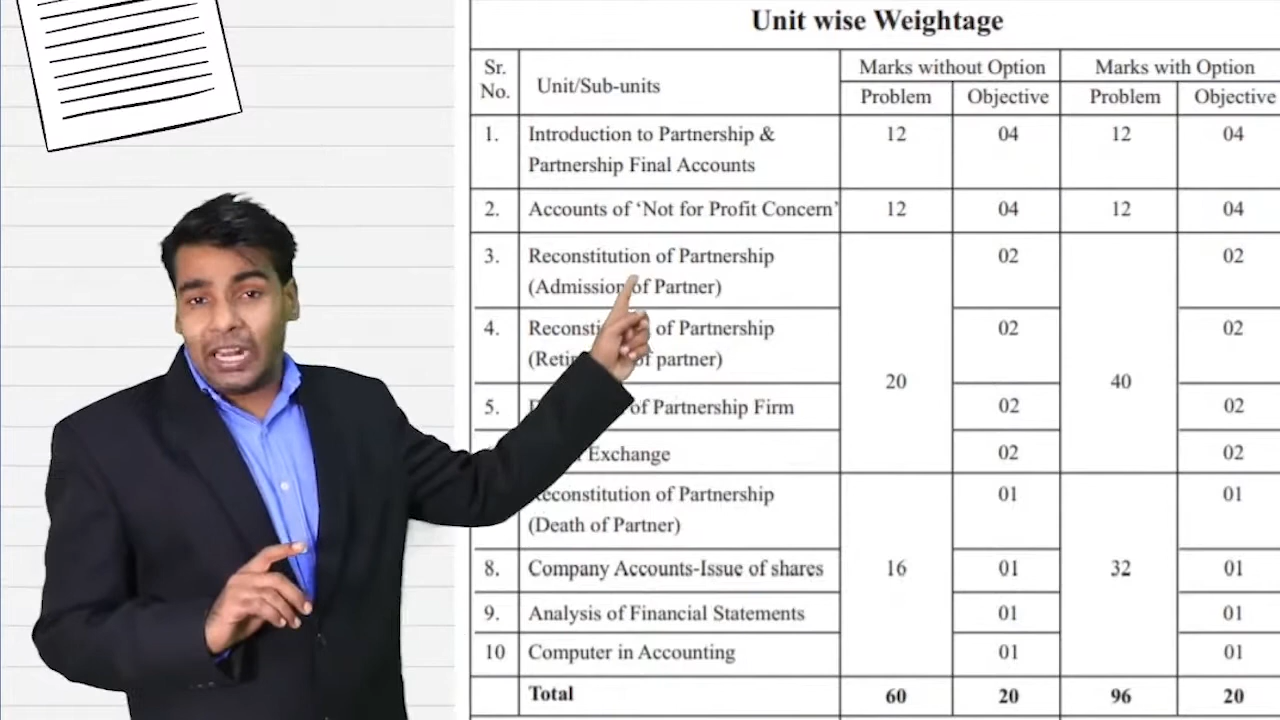 Unit wise Weightage
Sr. No. Unit/Sub-units Marks without Option Marks with Option
Problem Objective Problem Objective
1. Introduction to Partnership & 12 04 12 04
Partnership Final Accounts
2. Accounts of ‘Not for Profit Concern’ 12 04 12 04
3. Reconstitution of Partnership 02 02
(Admission of Partner)
4. of Partnership 02 02
of partner)
20 40
5. of Partnership Firm 02 02
Exchange 02 02
Reconstitution of Partnership 01 01
(Death of Partner)
8. Company Accounts-Issue of shares 16 01 32 01
9. Analysis of Financial Statements 01 01
10 Computer in Accounting 01 01
Total 60 20 96 20